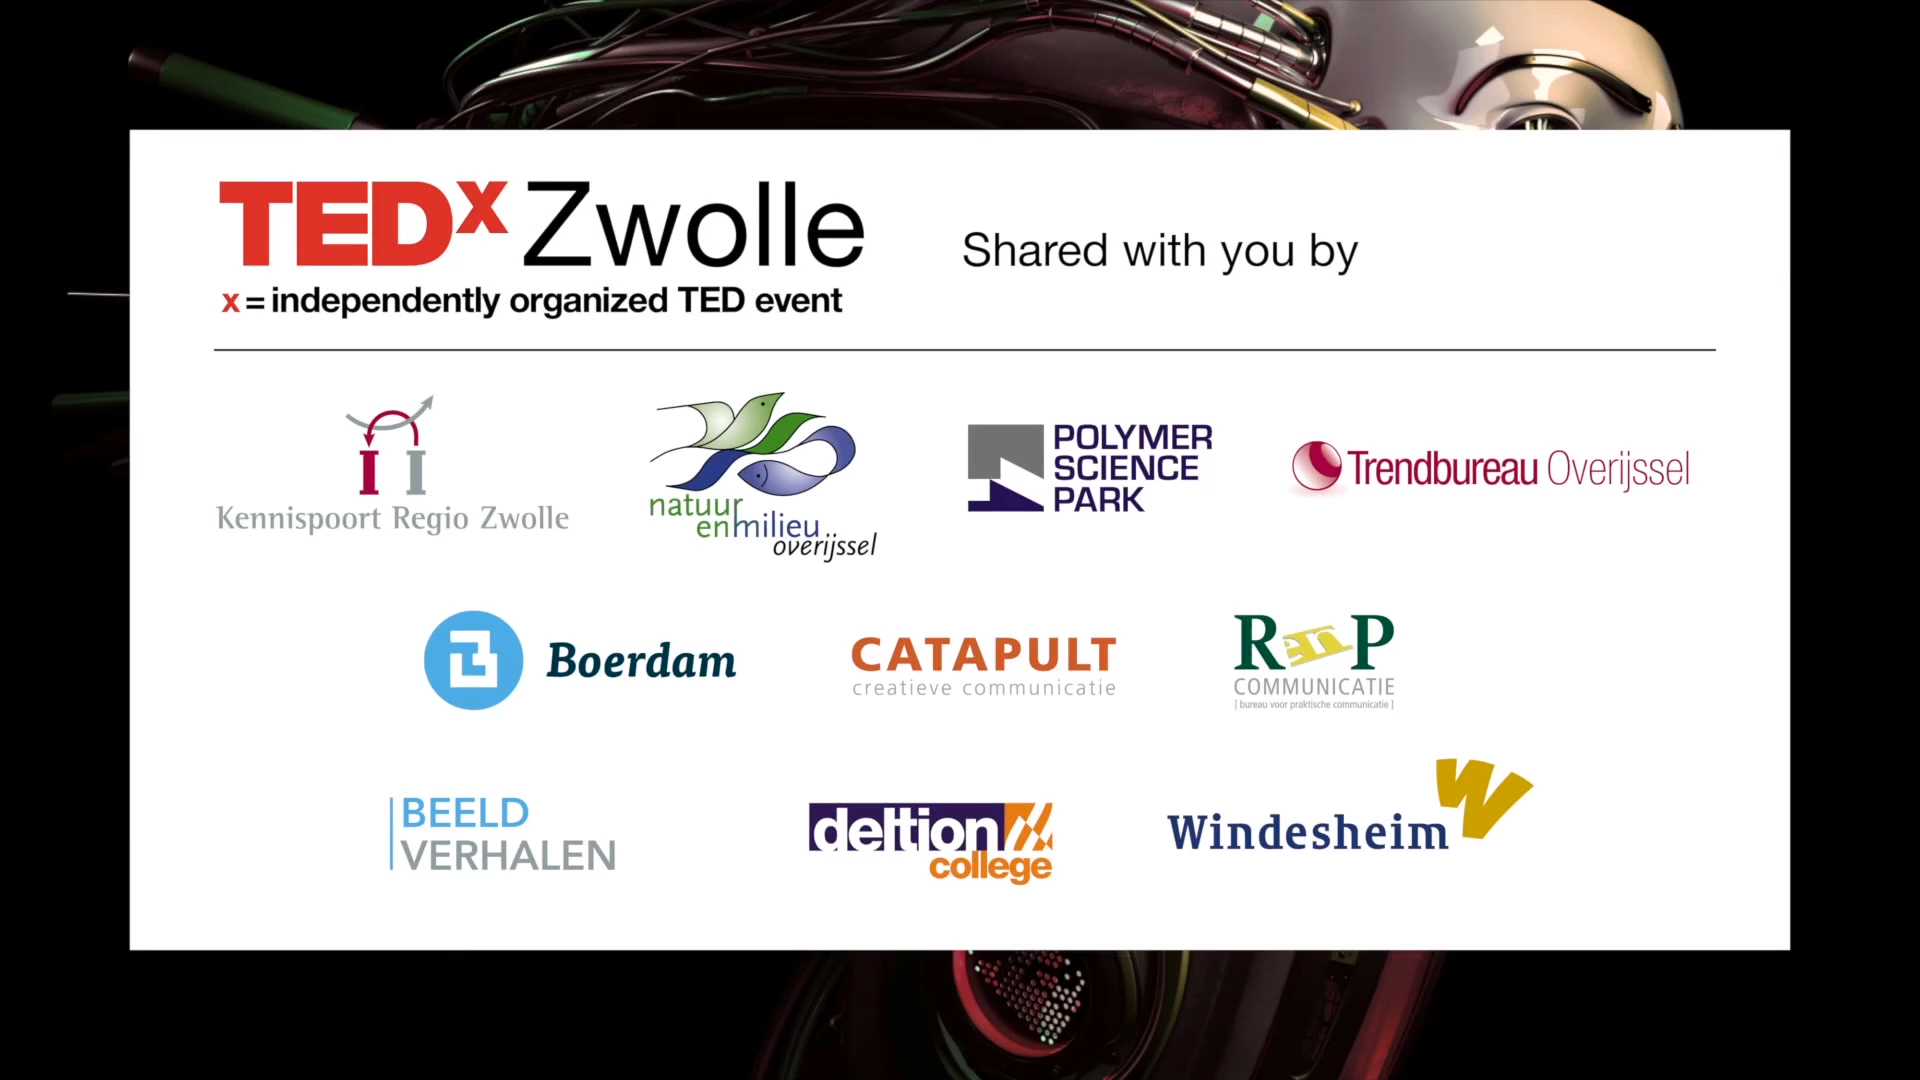 TEDx Zwolle
x = independently organized TED event
Shared with you by
Kennispoort Regio Zwolle
natuur
en milieu
overijssel
POLYMER
SCIENCE
PARK
Trendbureau Overijssel
Boerdam
CATAPULT
creatieve communicatie
R en P
COMMUNICATIE
[ bureau voor praktische communicatie ]
BEELD
VERHALEN
deltion
college
Windesheim